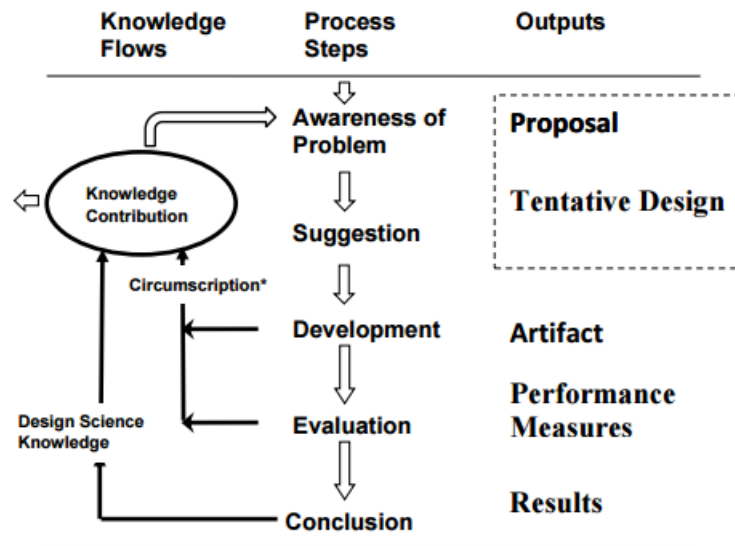 Knowledge
Flows
Process
Steps
Outputs
Awareness of
Problem
Proposal
Knowledge
Contribution
Tentative Design
Suggestion
Circumscription*
Development
Artifact
Design Science
Knowledge
Evaluation
Performance
Measures
Conclusion
Results